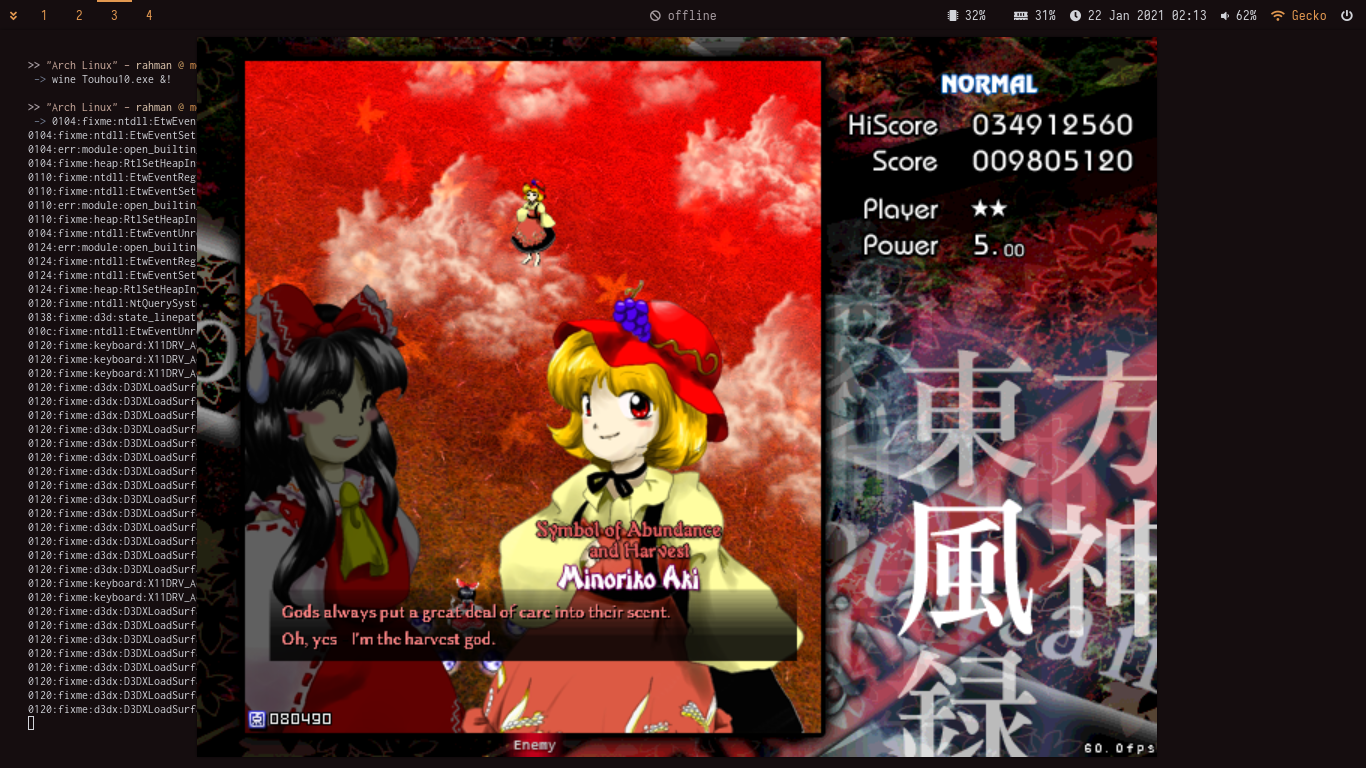 1 2 3 4
offline
32% 31% 22 Jan 2021 02:13 62% Gecko
>> "Arch Linux" - rahman @
-> wine Touhou10.exe &!
>> "Arch Linux" - rahman @
-> 0104:fixme:ntdll:EtwEven
0104:fixme:ntdll:EtwEventSet
0104:err:module:open_builtin
0104:fixme:heap:RtlSetHeapIn
0110:fixme:ntdll:EtwEventReg
0110:fixme:ntdll:EtwEventSet
0110:err:module:open_builtin
0110:fixme:heap:RtlSetHeapIn
0104:fixme:ntdll:EtwEventUnr
0124:err:module:open_builtin
0124:fixme:ntdll:EtwEventReg
0124:fixme:ntdll:EtwEventSet
0124:fixme:heap:RtlSetHeapIn
0120:fixme:ntdll:NtQuerySyst
0138:fixme:d3d:state_linepat
010c:fixme:ntdll:EtwEventUnr
0120:fixme:keyboard:X11DRV_A
0120:fixme:keyboard:X11DRV_A
0120:fixme:keyboard:X11DRV_A
0120:fixme:d3dx:D3DXLoadSurf
0120:fixme:d3dx:D3DXLoadSurf
0120:fixme:d3dx:D3DXLoadSurf
0120:fixme:d3dx:D3DXLoadSurf
0120:fixme:d3dx:D3DXLoadSurf
0120:fixme:d3dx:D3DXLoadSurf
0120:fixme:d3dx:D3DXLoadSurf
0120:fixme:d3dx:D3DXLoadSurf
0120:fixme:d3dx:D3DXLoadSurf
0120:fixme:d3dx:D3DXLoadSurf
0120:fixme:d3dx:D3DXLoadSurf
0120:fixme:d3dx:D3DXLoadSurf
0120:fixme:d3dx:D3DXLoadSurf
0120:fixme:d3dx:D3DXLoadSurf
0120:fixme:keyboard:X11DRV_A
0120:fixme:keyboard:X11DRV_A
0120:fixme:d3dx:D3DXLoadSurf
0120:fixme:d3dx:D3DXLoadSurf
0120:fixme:d3dx:D3DXLoadSurf
0120:fixme:d3dx:D3DXLoadSurf
0120:fixme:d3dx:D3DXLoadSurf
0120:fixme:d3dx:D3DXLoadSurf
0120:fixme:d3dx:D3DXLoadSurf
0120:fixme:d3dx:D3DXLoadSurf
Symbol of Abundance
and Harvest
Minoriko Aki
Gods always put a great deal of care into their scent.
Oh, yes I'm the harvest god.
080490
Enemy
NORMAL
HiScore 034912560
Score 009805120
Player ★★
Power 5.00
東方
風神
録
60.0fps